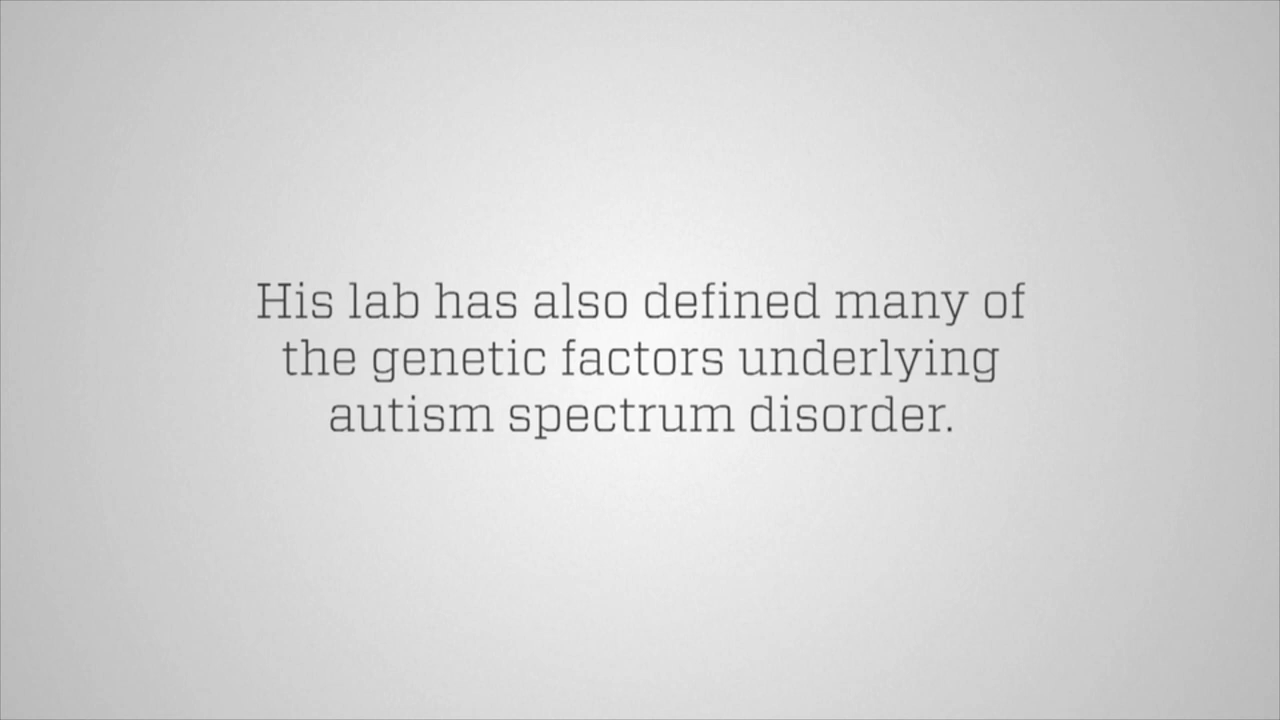 His lab has also defined many of
the genetic factors underlying
autism spectrum disorder.